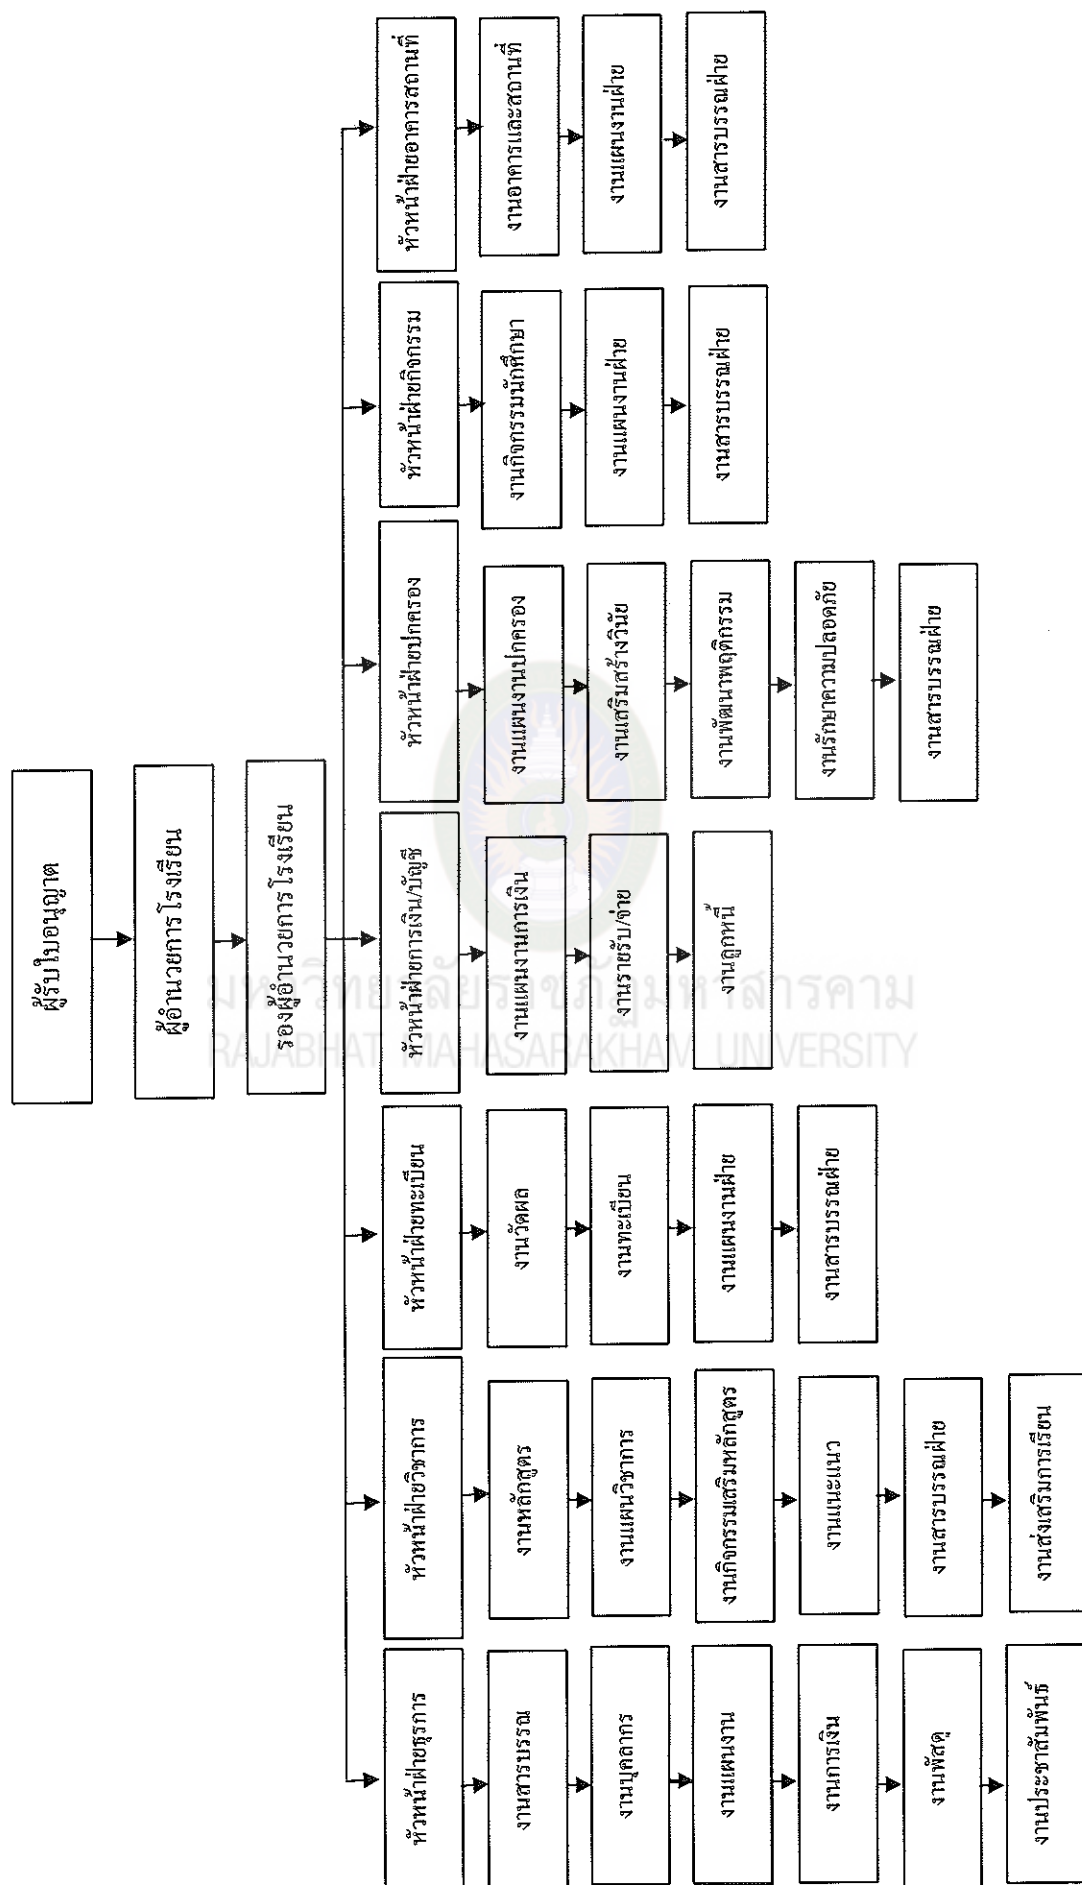 ผู้รับใบอนุญาต
ผู้อำนวยการโรงเรียน
รองผู้อำนวยการโรงเรียน
หัวหน้าฝ่ายธุรการ
งานสารบรรณ
งานบุคลากร
งานแผนงาน
งานการเงิน
งานพัสดุ
งานประชาสัมพันธ์
หัวหน้าฝ่ายวิชาการ
งานหลักสูตร
งานแผนวิชาการ
งานกิจกรรมเสริมหลักสูตร
งานแนะแนว
งานสารบรรณฝ่าย
งานส่งเสริมการเรียน
หัวหน้าฝ่ายทะเบียน
งานวัดผล
งานทะเบียน
งานแผนงานฝ่าย
งานสารบรรณฝ่าย
หัวหน้าฝ่ายการเงิน/บัญชี
งานแผนงานการเงิน
งานรายรับ/จ่าย
งานลูกหนี้
หัวหน้าฝ่ายปกครอง
งานแผนงานปกครอง
งานเสริมสร้างวินัย
งานพัฒนาพฤติกรรม
งานรักษาความปลอดภัย
งานสารบรรณฝ่าย
หัวหน้าฝ่ายกิจกรรม
งานกิจกรรมนักศึกษา
งานแผนงานฝ่าย
งานสารบรรณฝ่าย
หัวหน้าฝ่ายอาคารสถานที่
งานอาคารและสถานที่
งานแผนงานฝ่าย
งานสารบรรณฝ่าย
มหาวิทยาลัยราชภัฏมหาสารคาม
RAJABHAT MAHASARAKHAM UNIVERSITY